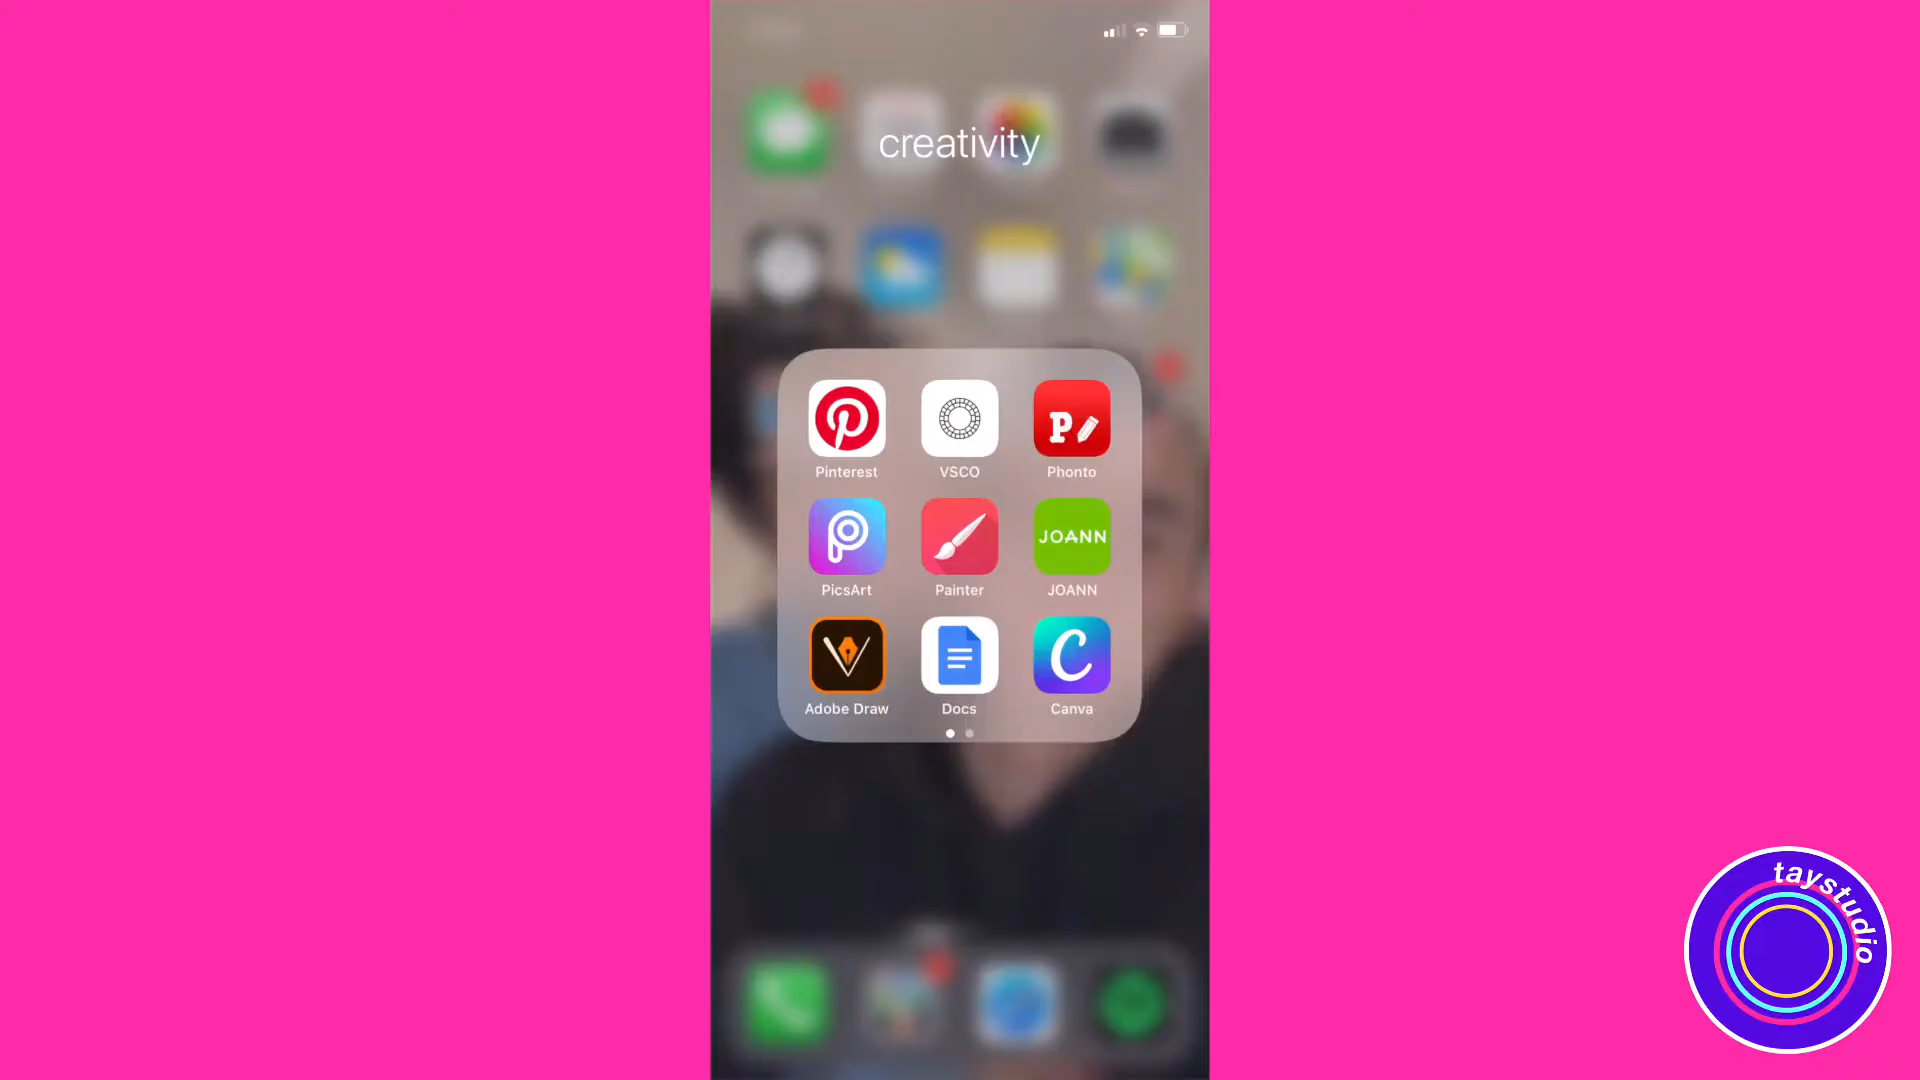 creativity
Pinterest
VSCO
Phonto
PicsArt
Painter
JOANN
JOANN
Adobe Draw
Docs
Canva
taystudio